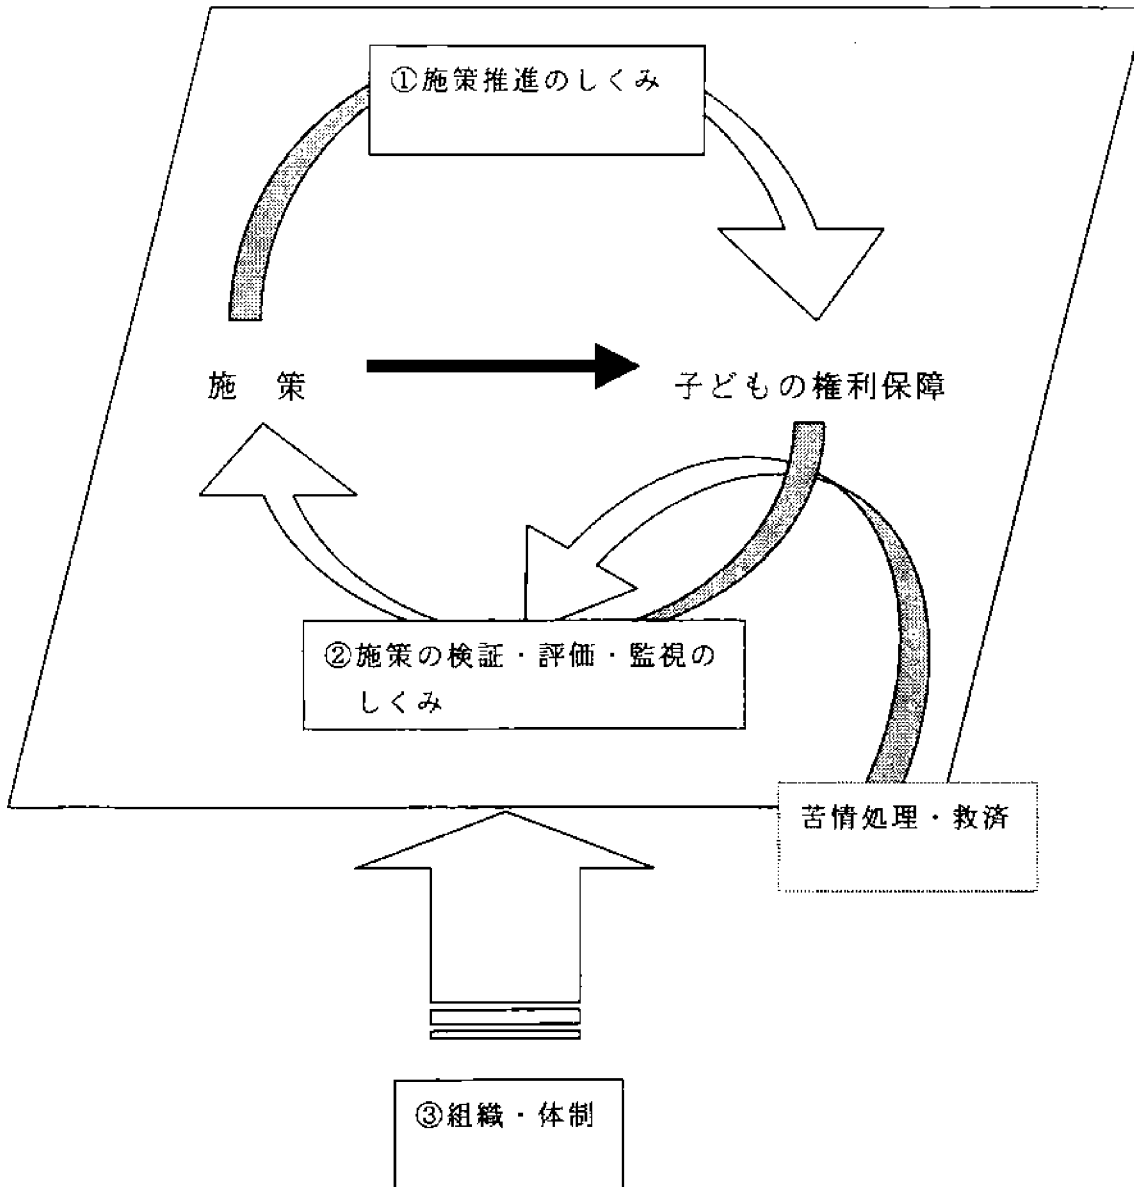 ①施策推進のしくみ
施　策
子どもの権利保障
②施策の検証・評価・監視の
しくみ
苦情処理・救済
③組織・体制